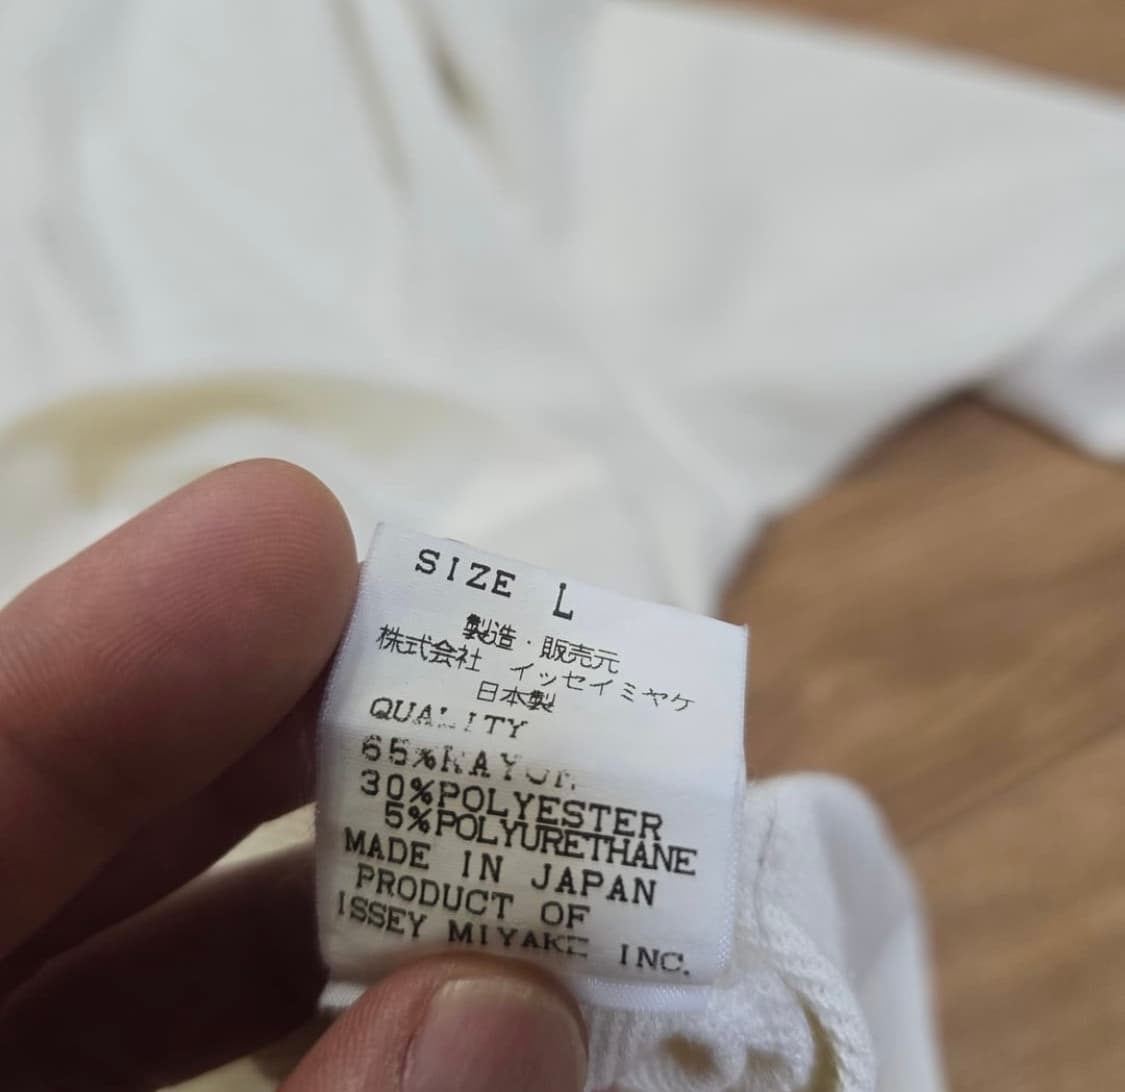 SIZE L
製造・販売元
株式会社 イッセイミヤケ
日本製
QUALITY
65%RAYON
30%POLYESTER
5%POLYURETHANE
MADE IN JAPAN
PRODUCT OF
ISSEY MIYAKE INC.